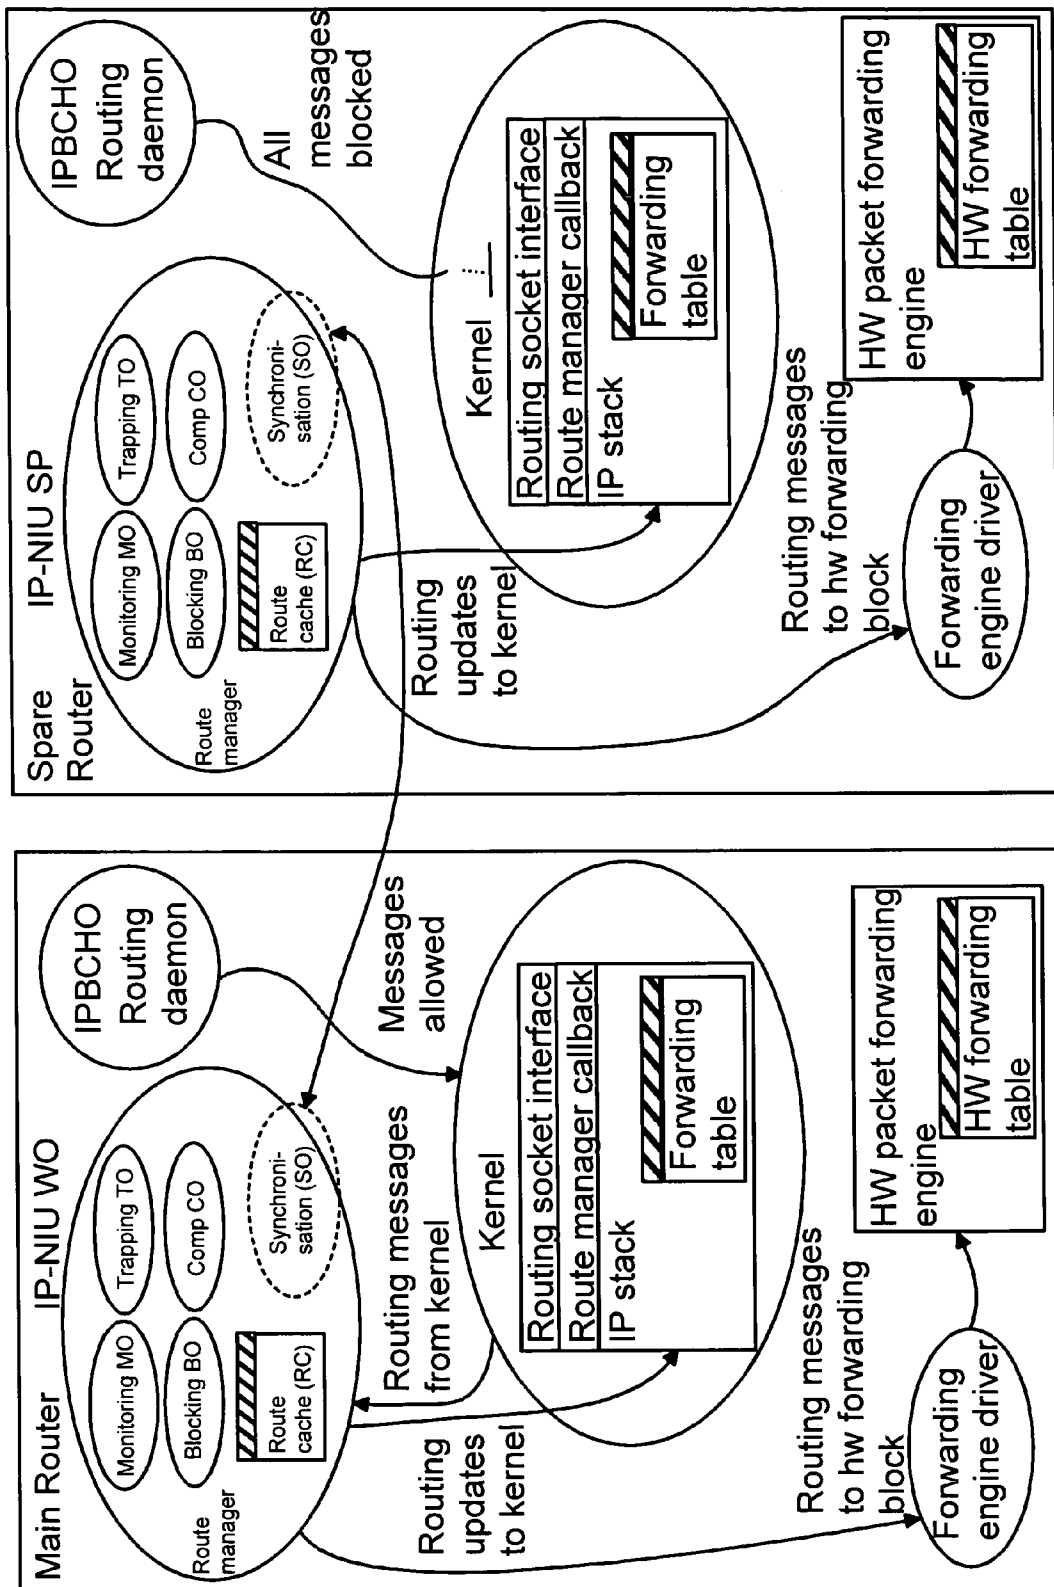 Main Router
IP-NIU WO
Monitoring MO
Trapping TO
Blocking BO
Comp CO
Route
manager
Route
cache (RC)
Synchroni-
sation (SO)
IPBCHO
Routing
daemon
Routing messages
from kernel
Messages
allowed
Routing
updates
to kernel
Kernel
Routing socket interface
Route manager callback
IP stack
Forwarding
table
Routing messages
to hw forwarding
block
Forwarding
engine driver
HW packet forwarding
engine
HW forwarding
table
Spare
Router
IP-NIU SP
Monitoring MO
Trapping TO
Blocking BO
Comp CO
Route
manager
Route
cache (RC)
Synchroni-
sation (SO)
IPBCHO
Routing
daemon
All
messages
blocked
Routing
updates
to kernel
Kernel
Routing socket interface
Route manager callback
IP stack
Forwarding
table
Routing messages
to hw forwarding
block
Forwarding
engine driver
HW packet forwarding
engine
HW forwarding
table